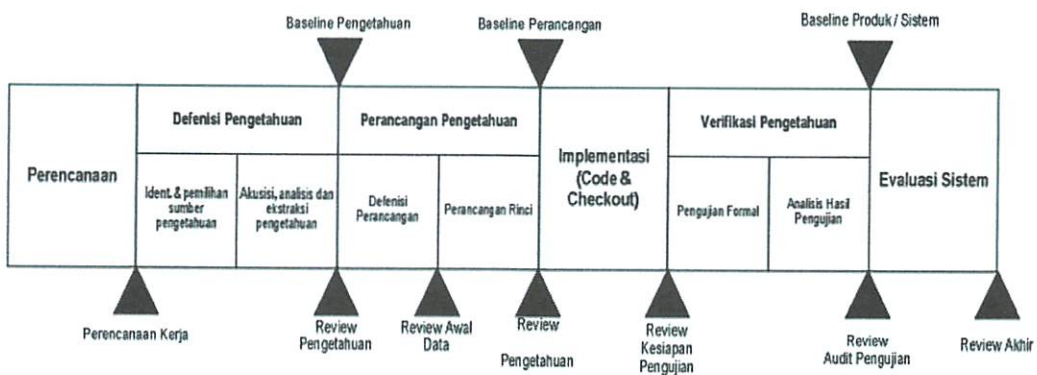 Baseline Pengetahuan
Baseline Perancangan
Baseline Produk / Sistem
Perencanaan
Defenisi Pengetahuan
Ident. & pemilihan
sumber
pengetahuan
Akusisi, analisis dan
ekstraksi
pengetahuan
Perancangan Pengetahuan
Defenisi
Perancangan
Perancangan Rinci
Implementasi
(Code &
Checkout)
Verifikasi Pengetahuan
Pengujian Formal
Analisis Hasil
Pengujian
Evaluasi Sistem
Perencanaan Kerja
Review
Pengetahuan
Review Awal
Data
Review
Pengetahuan
Review
Kesiapan
Pengujian
Review
Audit Pengujian
Review Akhir